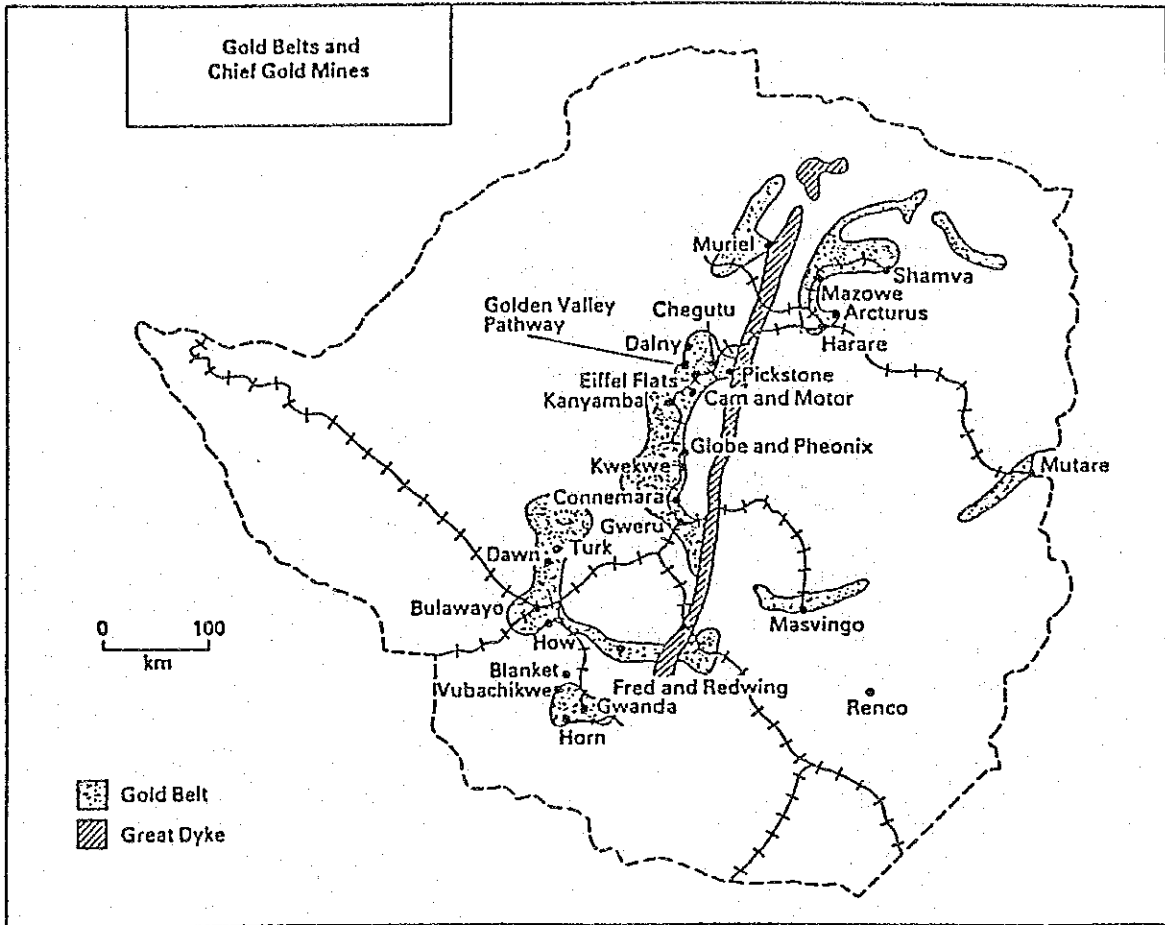 Gold Belts and
Chief Gold Mines
Muriel
Shamva
Mazowe
Arcturus
Harare
Golden Valley
Pathway
Chegutu
Dalny
Eiffel Flats
Pickstone
Kanyamba
Cam and Motor
Globe and Pheonix
Kwekwe
Mutare
Connemara
Gweru
Turk
Dawn
Bulawayo
Masvingo
0 100
km
How
Blanket
Vubachikwe
Fred and Redwing
Gwanda
Renco
Horn
Gold Belt
Great Dyke